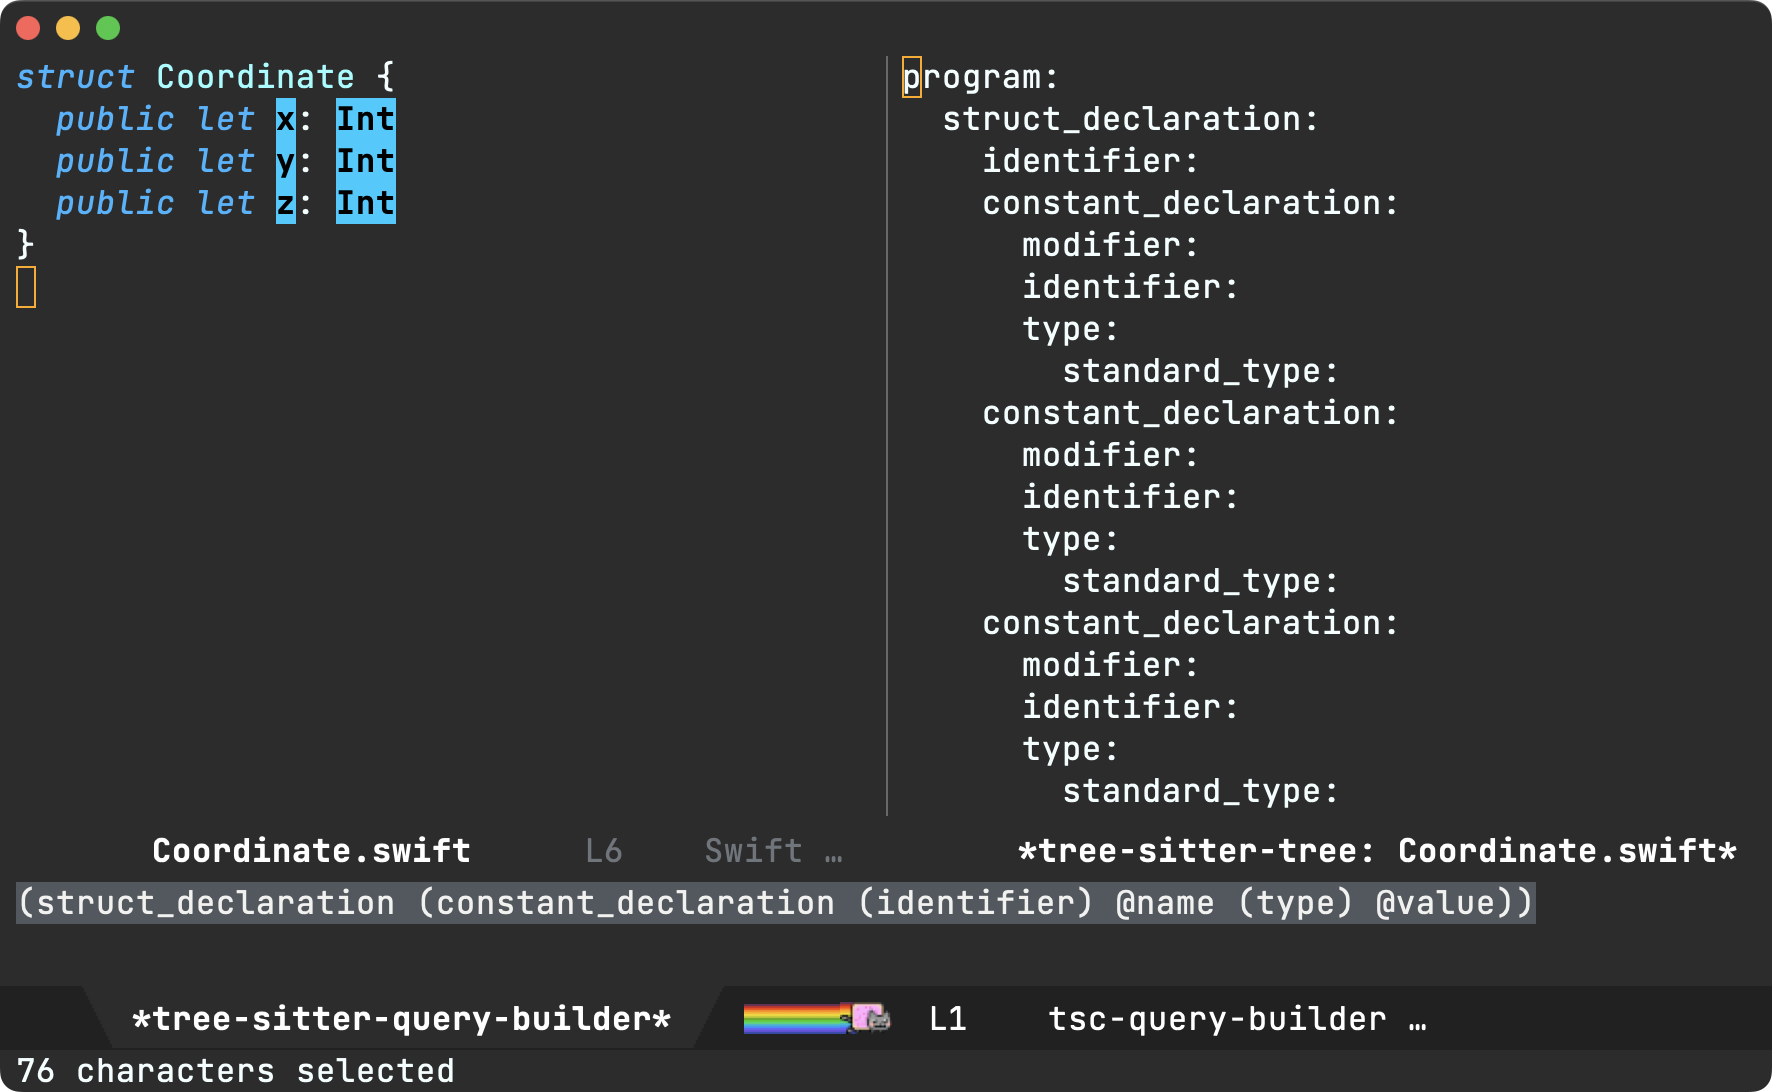 struct Coordinate {
  public let x: Int
  public let y: Int
  public let z: Int
}
program:
  struct_declaration:
    identifier:
    constant_declaration:
      modifier:
      identifier:
      type:
        standard_type:
    constant_declaration:
      modifier:
      identifier:
      type:
        standard_type:
    constant_declaration:
      modifier:
      identifier:
      type:
        standard_type:
Coordinate.swift L6 Swift …
*tree-sitter-tree: Coordinate.swift*
(struct_declaration (constant_declaration (identifier) @name (type) @value))
*tree-sitter-query-builder* L1 tsc-query-builder …
76 characters selected